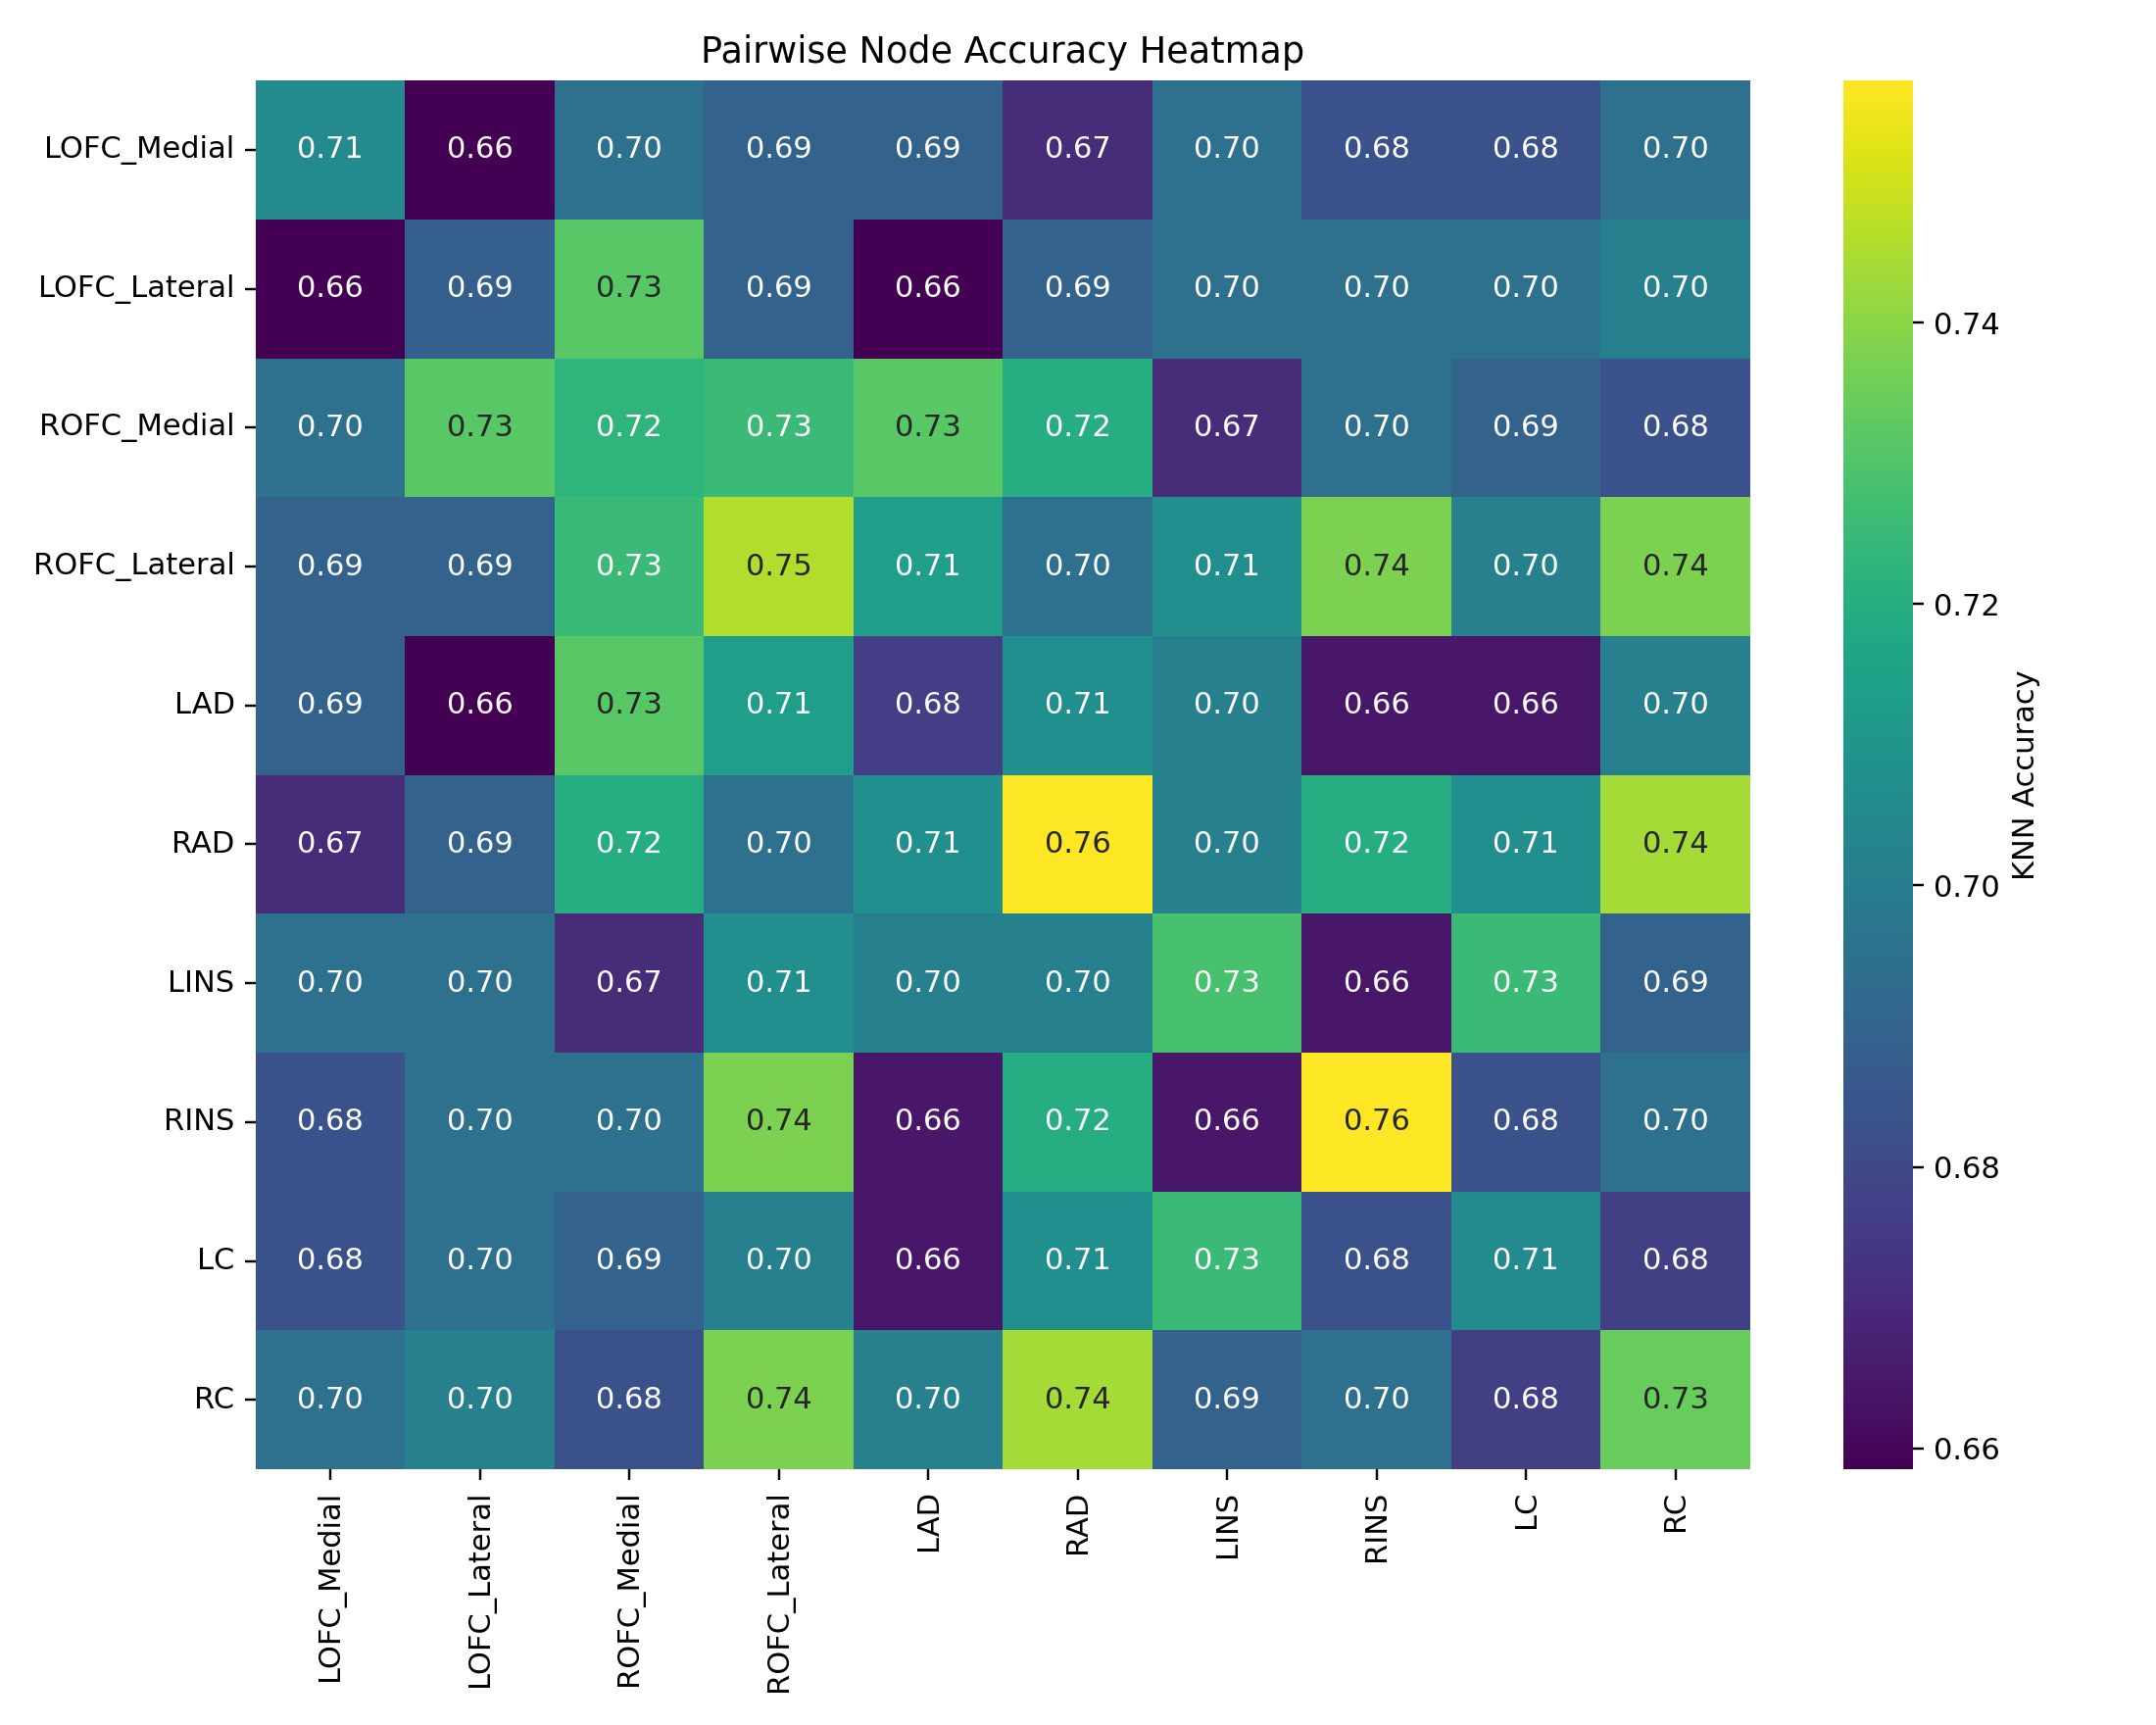 Pairwise Node Accuracy Heatmap
LOFC_Medial 0.71 0.66 0.70 0.69 0.69 0.67 0.70 0.68 0.68 0.70
LOFC_Lateral 0.66 0.69 0.73 0.69 0.66 0.69 0.70 0.70 0.70 0.70
ROFC_Medial 0.70 0.73 0.72 0.73 0.73 0.72 0.67 0.70 0.69 0.68
ROFC_Lateral 0.69 0.69 0.73 0.75 0.71 0.70 0.71 0.74 0.70 0.74
LAD 0.69 0.66 0.73 0.71 0.68 0.71 0.70 0.66 0.66 0.70
RAD 0.67 0.69 0.72 0.70 0.71 0.76 0.70 0.72 0.71 0.74
LINS 0.70 0.70 0.67 0.71 0.70 0.70 0.73 0.66 0.73 0.69
RINS 0.68 0.70 0.70 0.74 0.66 0.72 0.66 0.76 0.68 0.70
LC 0.68 0.70 0.69 0.70 0.66 0.71 0.73 0.68 0.71 0.68
RC 0.70 0.70 0.68 0.74 0.70 0.74 0.69 0.70 0.68 0.73
LOFC_Medial LOFC_Lateral ROFC_Medial ROFC_Lateral LAD RAD LINS RINS LC RC
0.74
0.72
0.70
0.68
0.66
KNN Accuracy